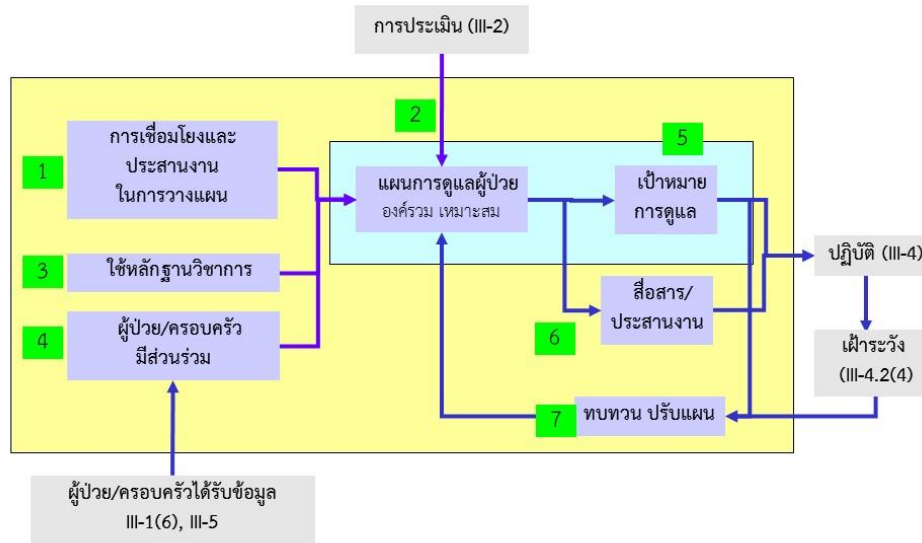 การประเมิน (III-2)
2
5
1
การเชื่อมโยงและ
ประสานงาน
ในการวางแผน
แผนการดูแลผู้ป่วย
องค์รวม เหมาะสม
เป้าหมาย
การดูแล
3
ใช้หลักฐานวิชาการ
ปฏิบัติ (III-4)
4
ผู้ป่วย/ครอบครัว
มีส่วนร่วม
6
สื่อสาร/
ประสานงาน
เฝ้าระวัง
(III-4.2(4)
7
ทบทวน ปรับแผน
ผู้ป่วย/ครอบครัวได้รับข้อมูล
III-1(6), III-5